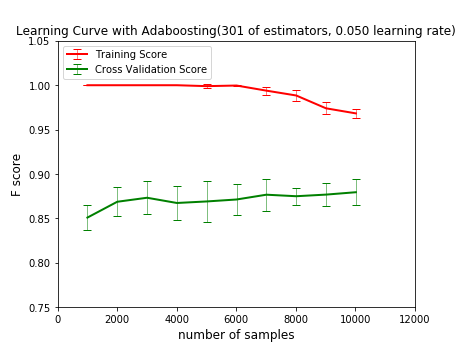 Learning Curve with Adaboosting(301 of estimators, 0.050 learning rate)
1.05
1.00
0.95
0.90
0.85
0.80
0.75
F score
Training Score
Cross Validation Score
0 2000 4000 6000 8000 10000 12000
number of samples